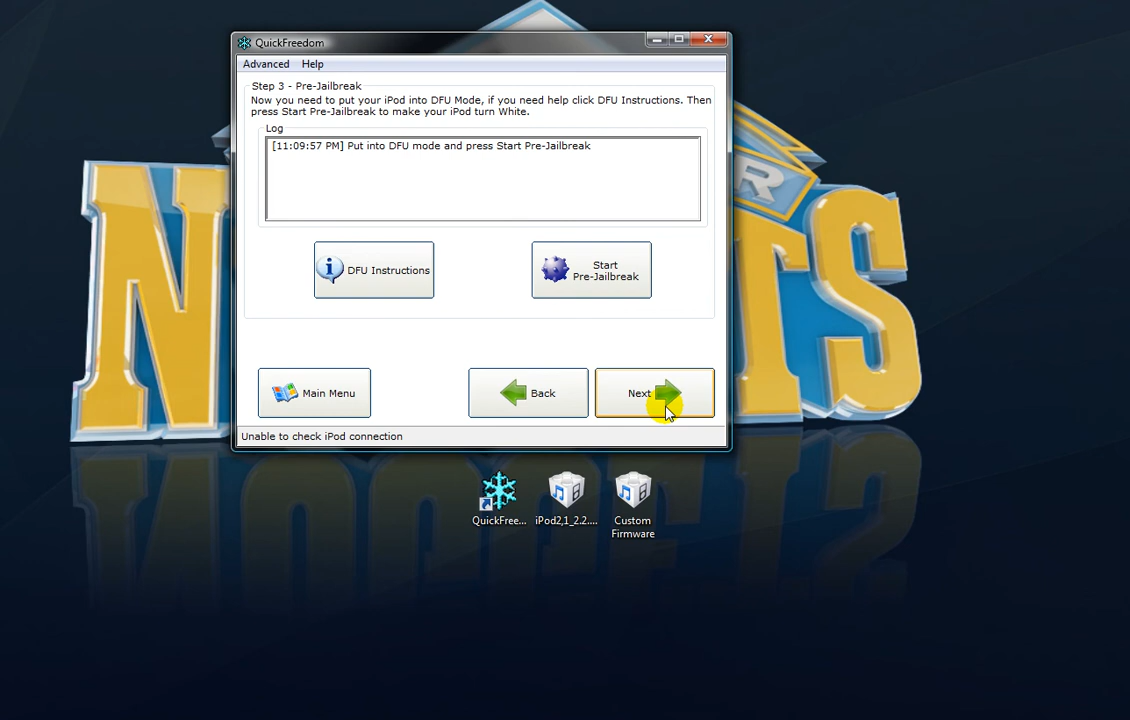 QuickFreedom
Advanced Help
Step 3 - Pre-Jailbreak
Now you need to put your iPod into DFU Mode, if you need help click DFU Instructions. Then
press Start Pre-Jailbreak to make your iPod turn White.
Log
[11:09:57 PM] Put into DFU mode and press Start Pre-Jailbreak
DFU Instructions
Start
Pre-Jailbreak
Main Menu
Back
Next
Unable to check iPod connection
QuickFree...
iPod2,1_2.2....
Custom
Firmware